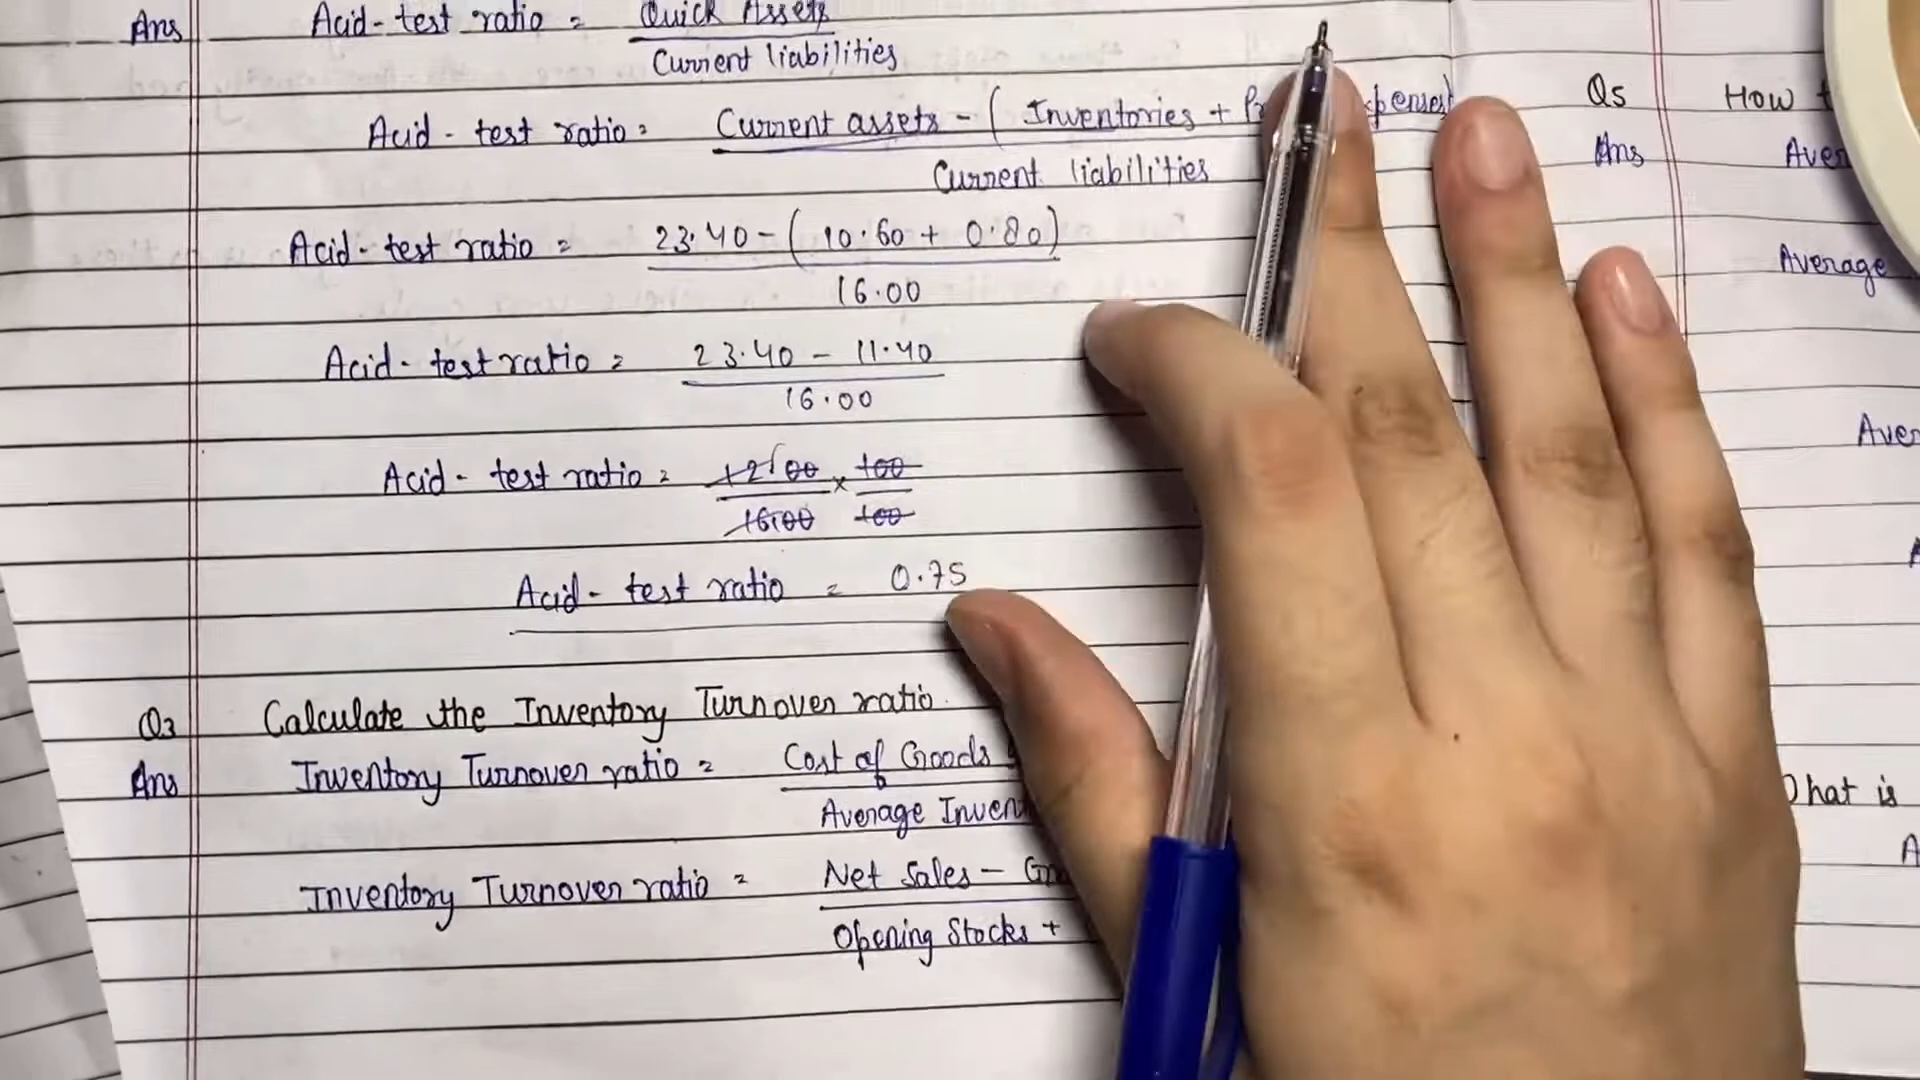 Ans Acid-test ratio = Quick Assets
Current liabilities
Acid-test ratio = Current assets - (Inventories + 
Current liabilities
Acid-test ratio = 23.40 - (10.60 + 0.80)
16.00
Acid-test ratio = 23.40 - 11.40
16.00
Acid-test ratio = 12.00 × 100
16.00 100
Acid-test ratio = 0.75
Q3 Calculate the Inventory Turnover ratio.
Ans Inventory Turnover ratio = Cost of Goods
Average
Inventory Turnover ratio = Net Sales -
Opening Stocks +
Q5 How
Ans
Average
is